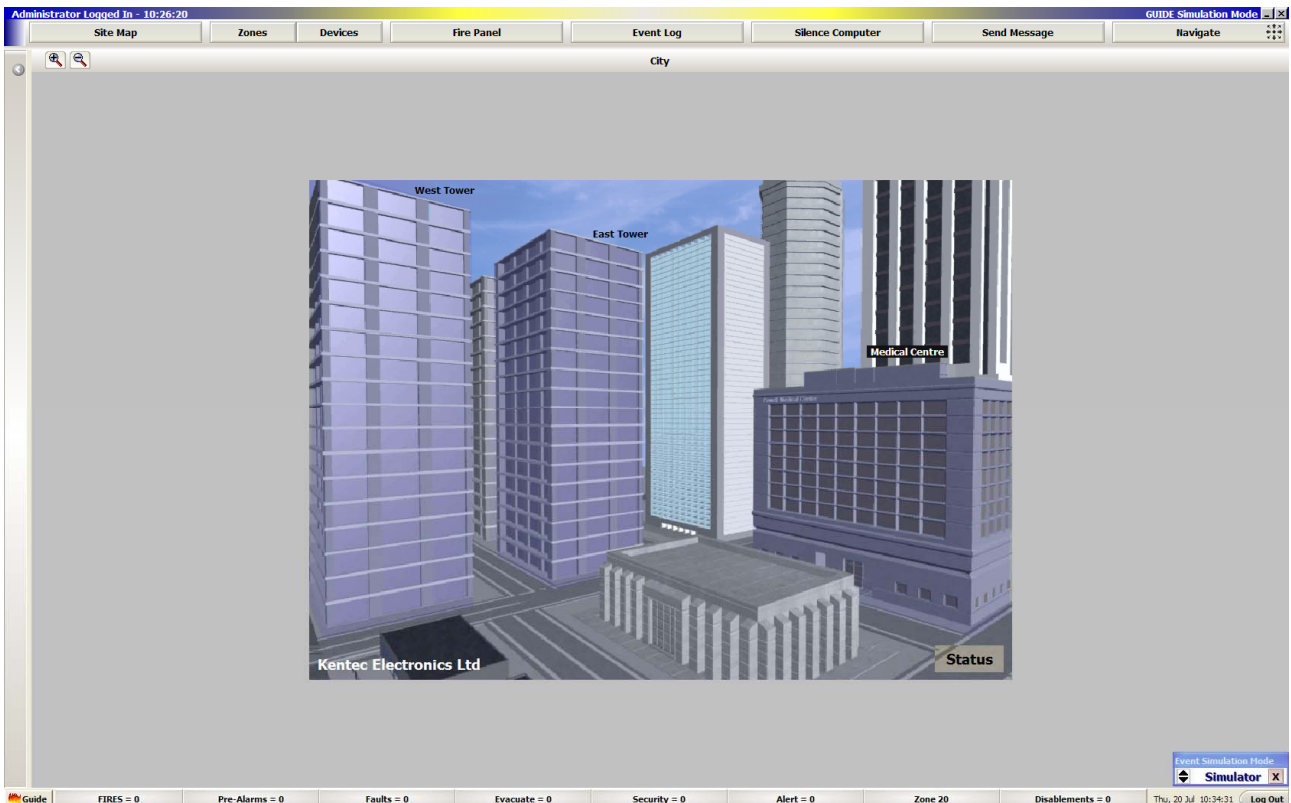 Administrator Logged In - 10:26:20
GUIDE Simulation Mode
Site Map
Zones
Devices
Fire Panel
Event Log
Silence Computer
Send Message
Navigate
City
West Tower
East Tower
Medical Centre
Kentec Electronics Ltd
Status
Event Simulation Mode
Simulator X
Guide
FIRES = 0
Pre-Alarms = 0
Faults = 0
Evacuate = 0
Security = 0
Alert = 0
Zone 20
Disablements = 0
Thu, 20 Jul 10:34:31
Log Out